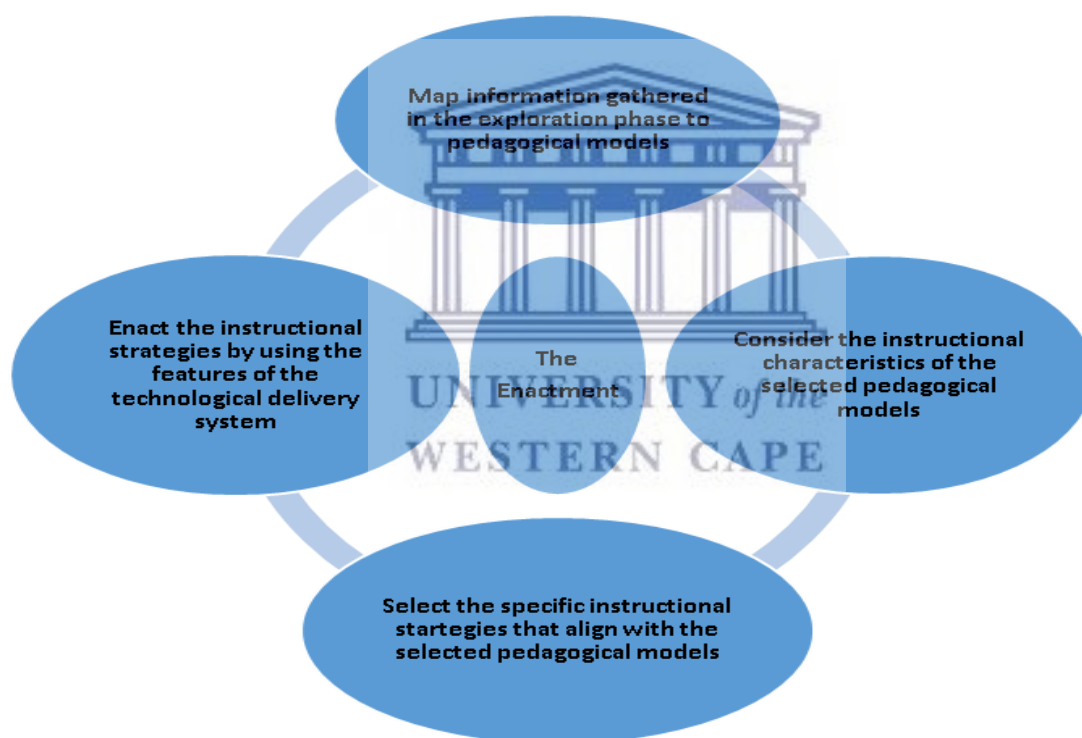 Map information gathered
in the exploration phase to
pedagogical models
Enact the instructional
strategies by using the
features of the
technological delivery
system
The
Enactment
Consider the instructional
characteristics of the
selected pedagogical
models
UNIVERSITY of the
WESTERN CAPE
Select the specific instructional
startegies that align with the
selected pedagogical models